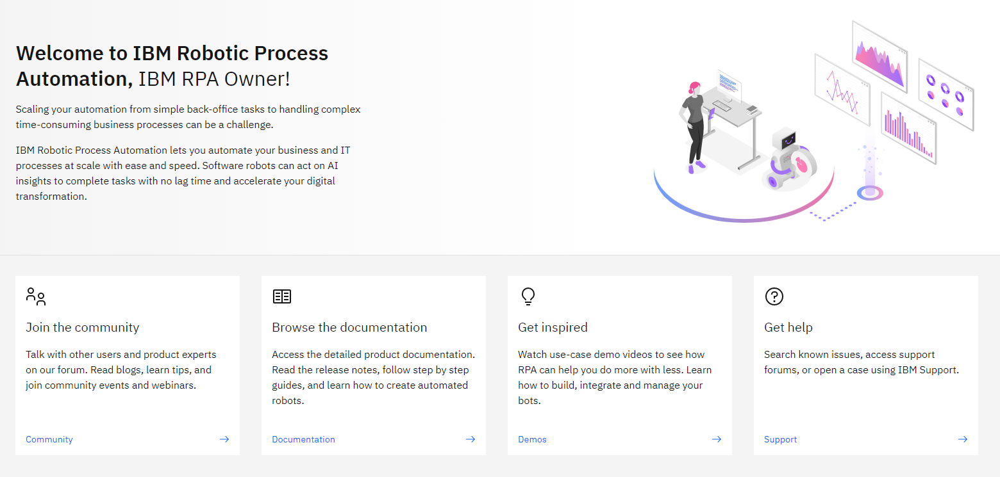 Welcome to IBM Robotic Process
Automation, IBM RPA Owner!
Scaling your automation from simple back-office tasks to handling complex
time-consuming business processes can be a challenge.
IBM Robotic Process Automation lets you automate your business and IT
processes at scale with ease and speed. Software robots can act on AI
insights to complete tasks with no lag time and accelerate your digital
transformation.
Join the community
Talk with other users and product experts
on our forum. Read blogs, learn tips, and
join community events and webinars.
Community
Browse the documentation
Access the detailed product documentation.
Read the release notes, follow step by step
guides, and learn how to create automated
robots.
Documentation
Get inspired
Watch use-case demo videos to see how
RPA can help you do more with less. Learn
how to build, integrate and manage your
bots.
Demos
Get help
Search known issues, access support
forums, or open a case using IBM Support.
Support